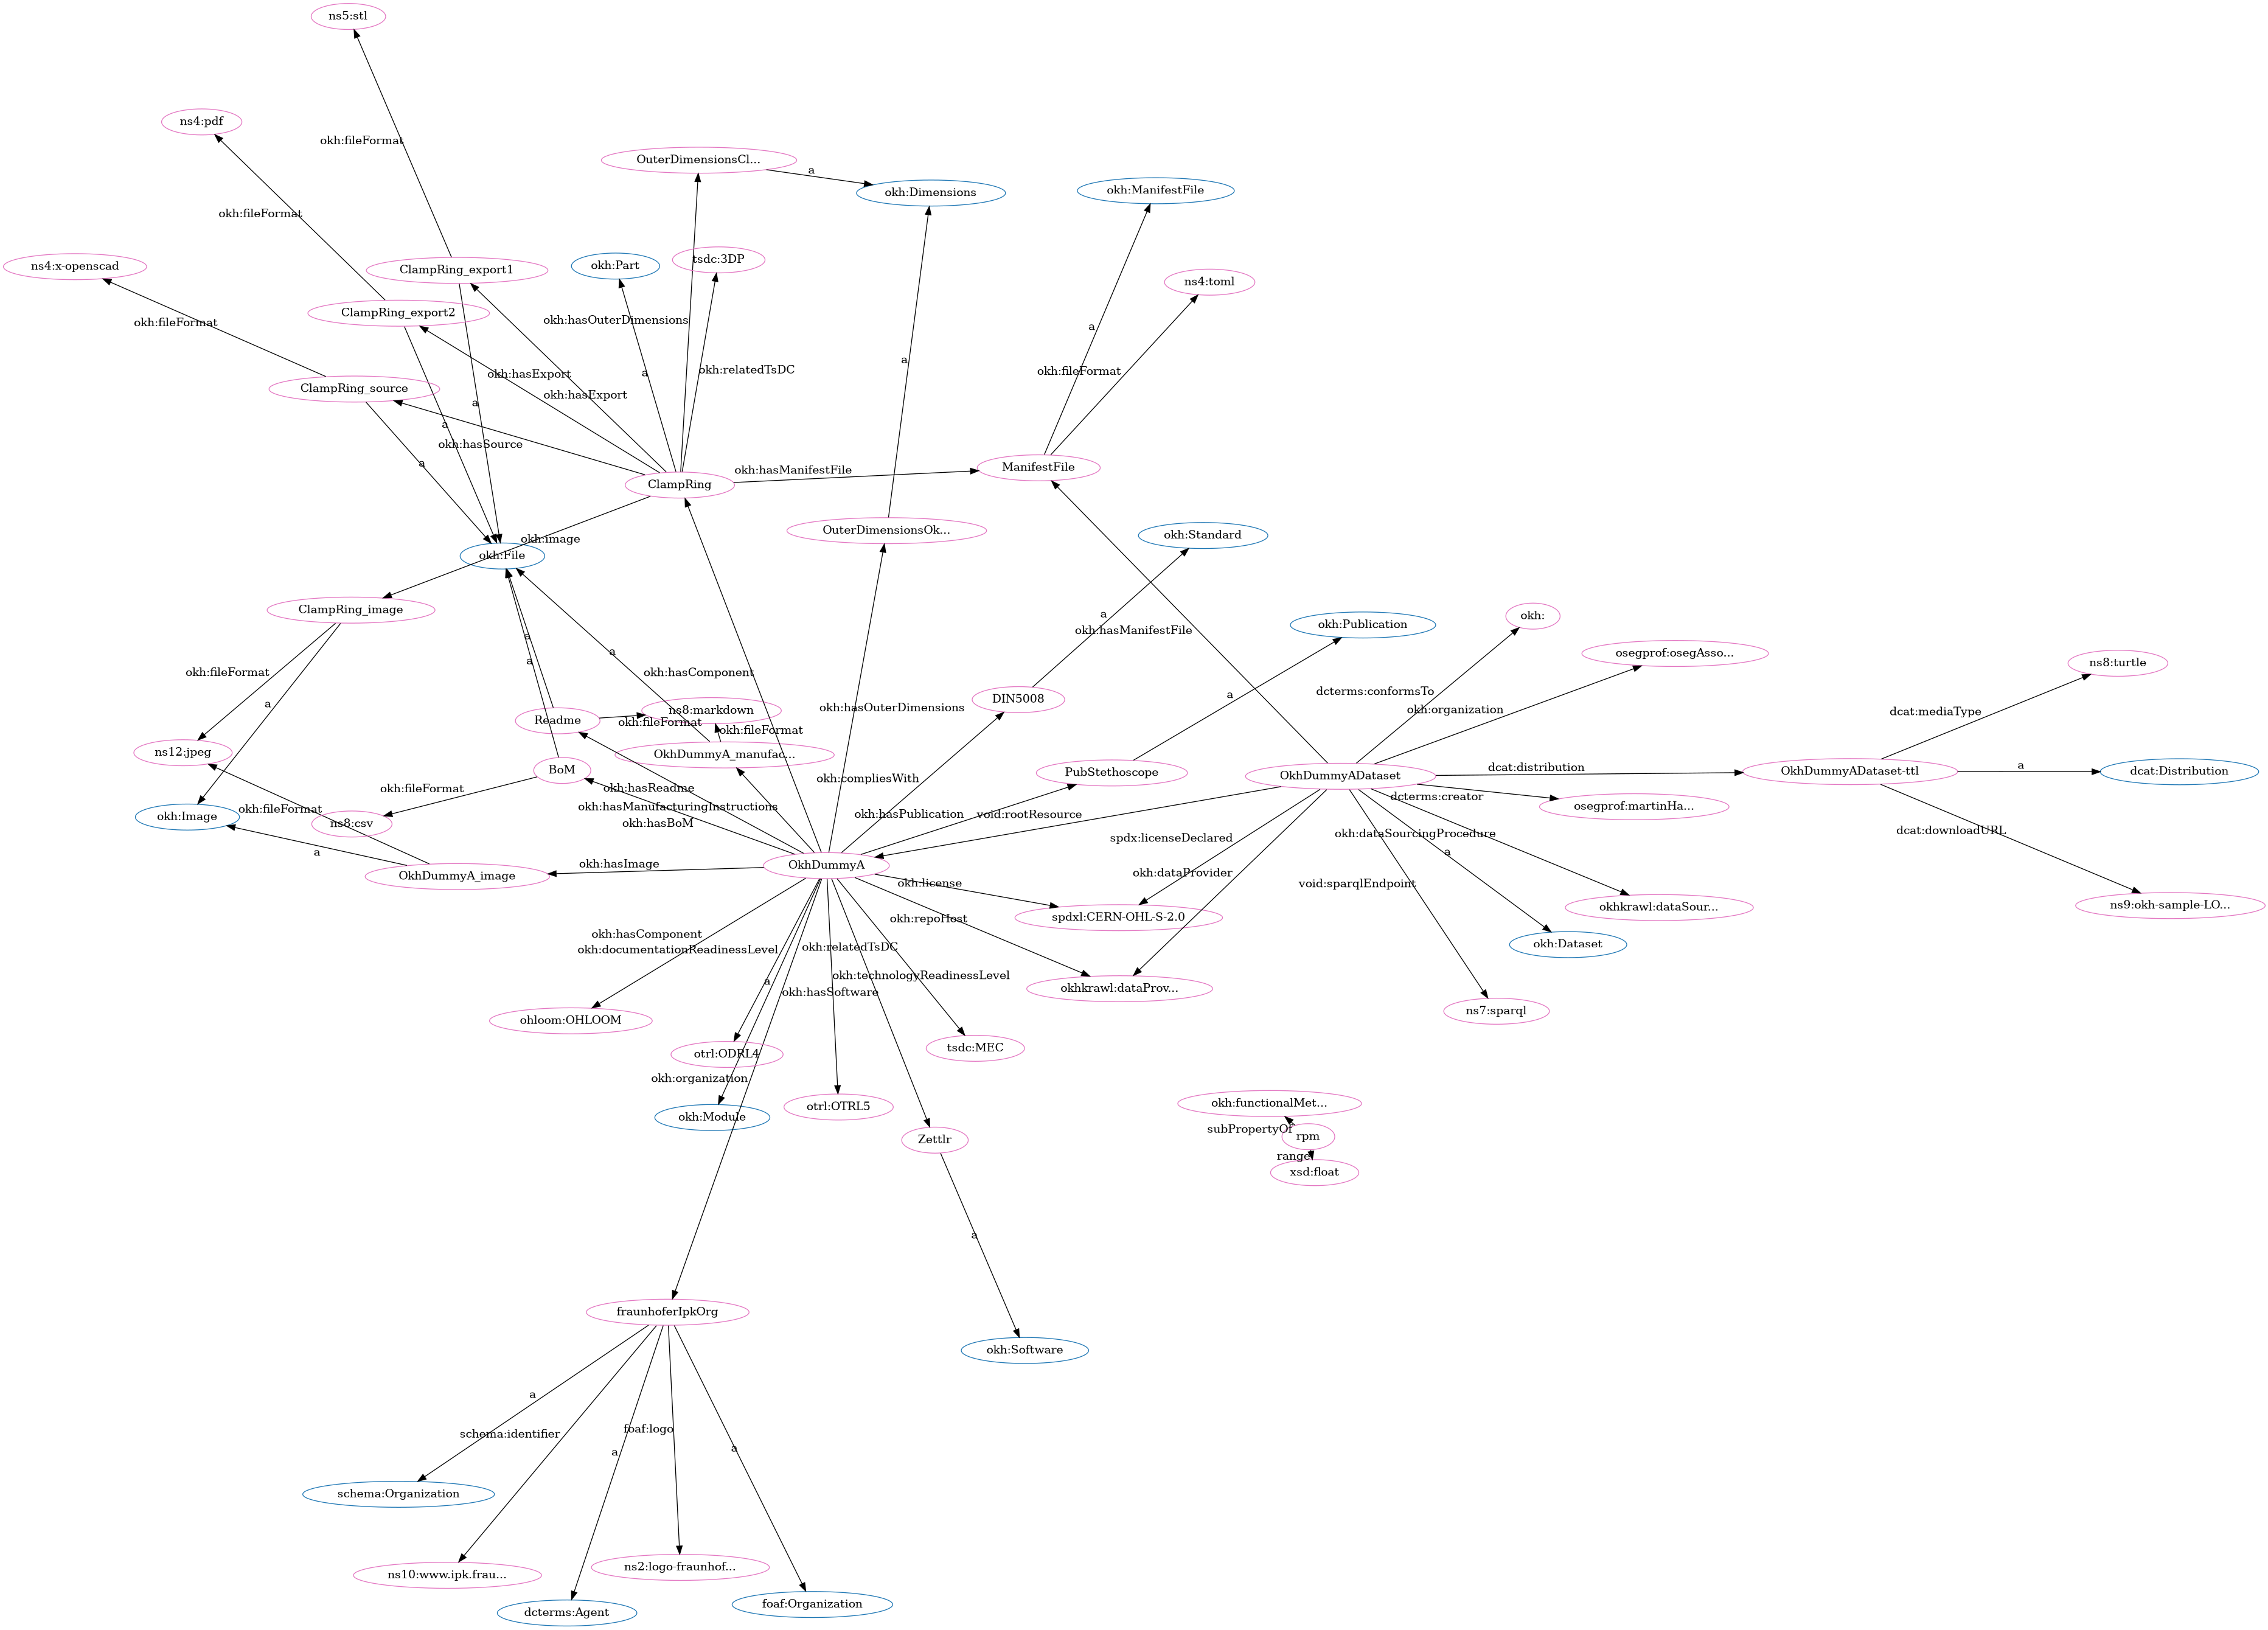 ns5:stl
ns4:pdf
okh:fileFormat
OuterDimensionsCl...
a
okh:Dimensions
okh:ManifestFile
okh:fileFormat
ns4:x-openscad
ClampRing_export1
okh:Part
tsdc:3DP
ns4:toml
ClampRing_export2
okh:fileFormat
okh:hasOuterDimensions
a
a
okh:relatedTsDC
okh:fileFormat
okh:hasExport
a
ClampRing_source
okh:hasExport
a
a
okh:hasSource
a
okh:hasManifestFile
ManifestFile
ClampRing
OuterDimensionsOk...
okh:Standard
okh:image
okh:File
ClampRing_image
a
okh:
okh:Publication
okh:hasManifestFile
a
a
a
osegprof:osegAsso...
ns8:turtle
okh:fileFormat
okh:hasComponent
dcterms:conformsTo
a
DIN5008
a
okh:hasOuterDimensions
okh:organization
dcat:mediaType
ns8:markdown
Readme
okh:fileFormat
okh:fileFormat
ns12:jpeg
OkhDummyA_manufac...
BoM
PubStethoscope
OkhDummyADataset
dcat:distribution
OkhDummyADataset-ttl
a
dcat:Distribution
okh:compliesWith
okh:fileFormat
okh:hasReadme
dcterms:creator
osegprof:martinHa...
okh:fileFormat
okh:hasManufacturingInstructions
okh:hasPublication
void:rootResource
okh:Image
ns8:csv
okh:hasBoM
okh:dataSourcingProcedure
dcat:downloadURL
spdx:licenseDeclared
a
a
okh:hasImage
OkhDummyA
okh:dataProvider
OkhDummyA_image
okh:license
void:sparqlEndpoint
okhkrawl:dataSour...
ns9:okh-sample-LO...
okh:repoHost
spdxl:CERN-OHL-S-2.0
okh:hasComponent
okh:documentationReadinessLevel
okh:relatedTsDC
okh:Dataset
a
okh:technologyReadinessLevel
okh:hasSoftware
okhkrawl:dataProv...
ns7:sparql
ohloom:OHLOOM
otrl:ODRL4
tsdc:MEC
okh:organization
okh:Module
otrl:OTRL5
okh:functionalMet...
subPropertyOf
rpm
Zettlr
range
xsd:float
a
fraunhoferIpkOrg
okh:Software
a
foaf:logo
schema:identifier
a
a
schema:Organization
ns10:www.ipk.frau...
ns2:logo-fraunhof...
dcterms:Agent
foaf:Organization